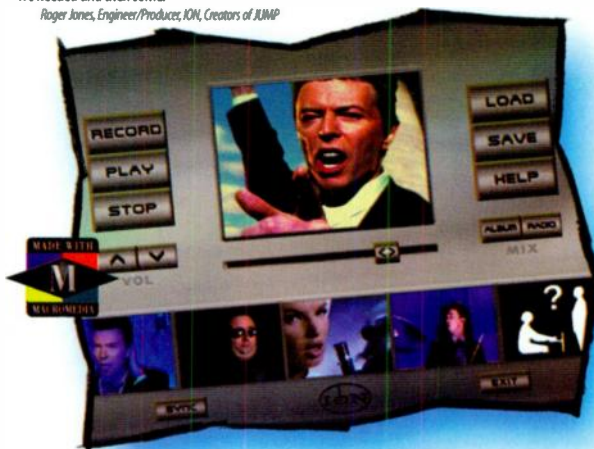 Roger Jones, Engineer/Producer, ION, Creators of JUMP
RECORD
PLAY
STOP
VOL
LOAD
SAVE
HELP
ALBUM RADIO
MIX
MADE WITH
M
MACROMEDIA
?
SYNC
ION
EXIT